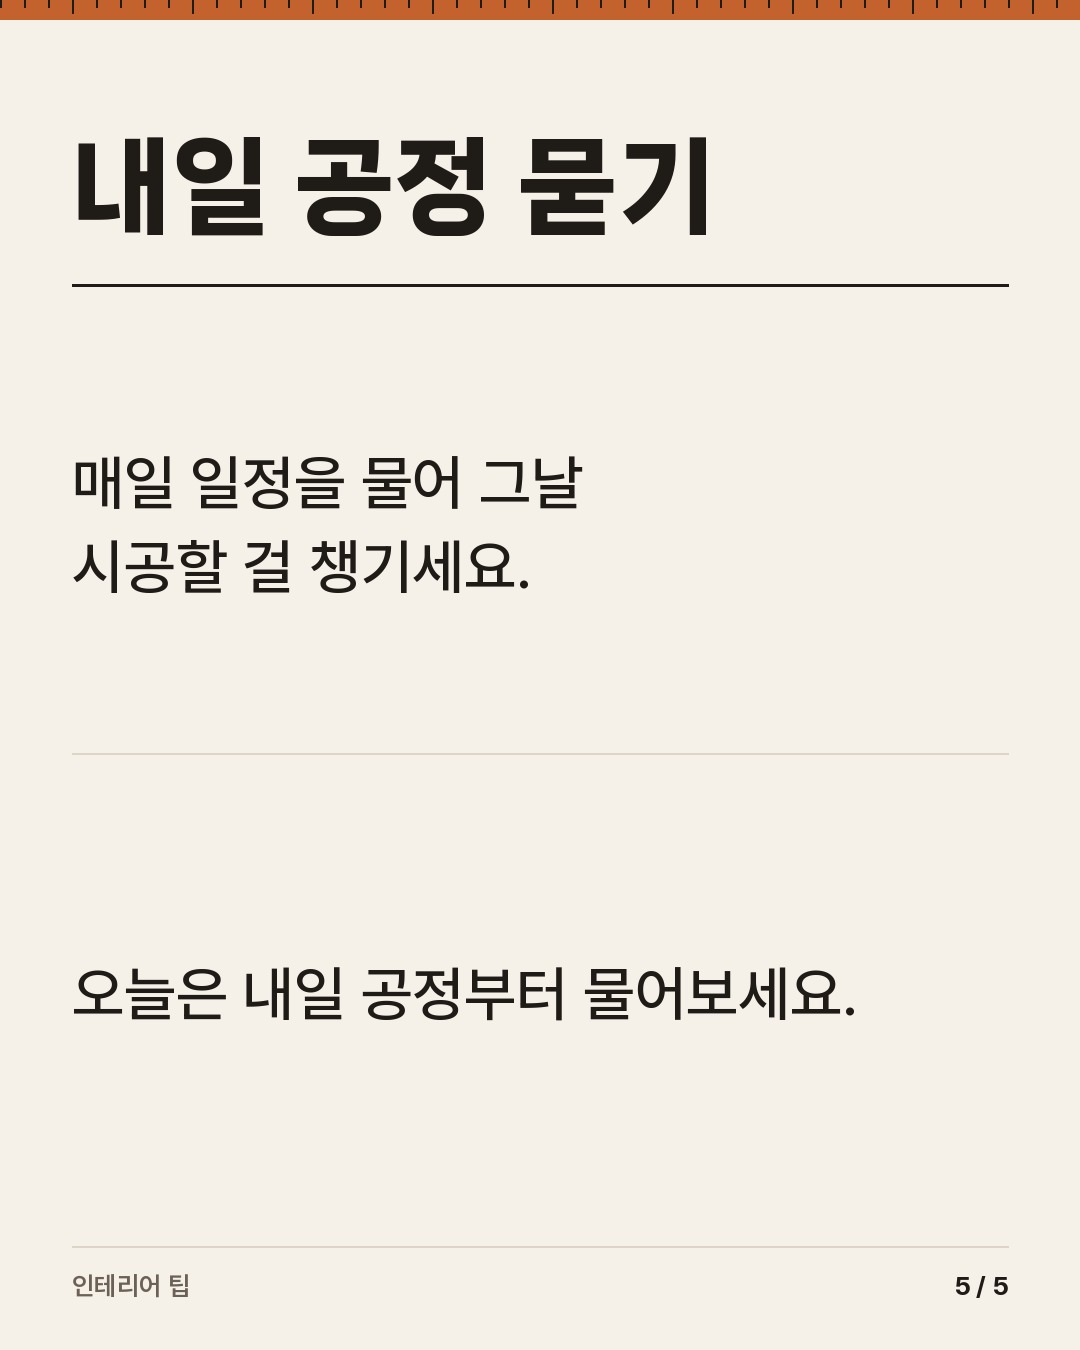 내일 공정 묻기
매일 일정을 물어 그날
시공할 걸 챙기세요.
오늘은 내일 공정부터 물어보세요.
인테리어 팁
5 / 5